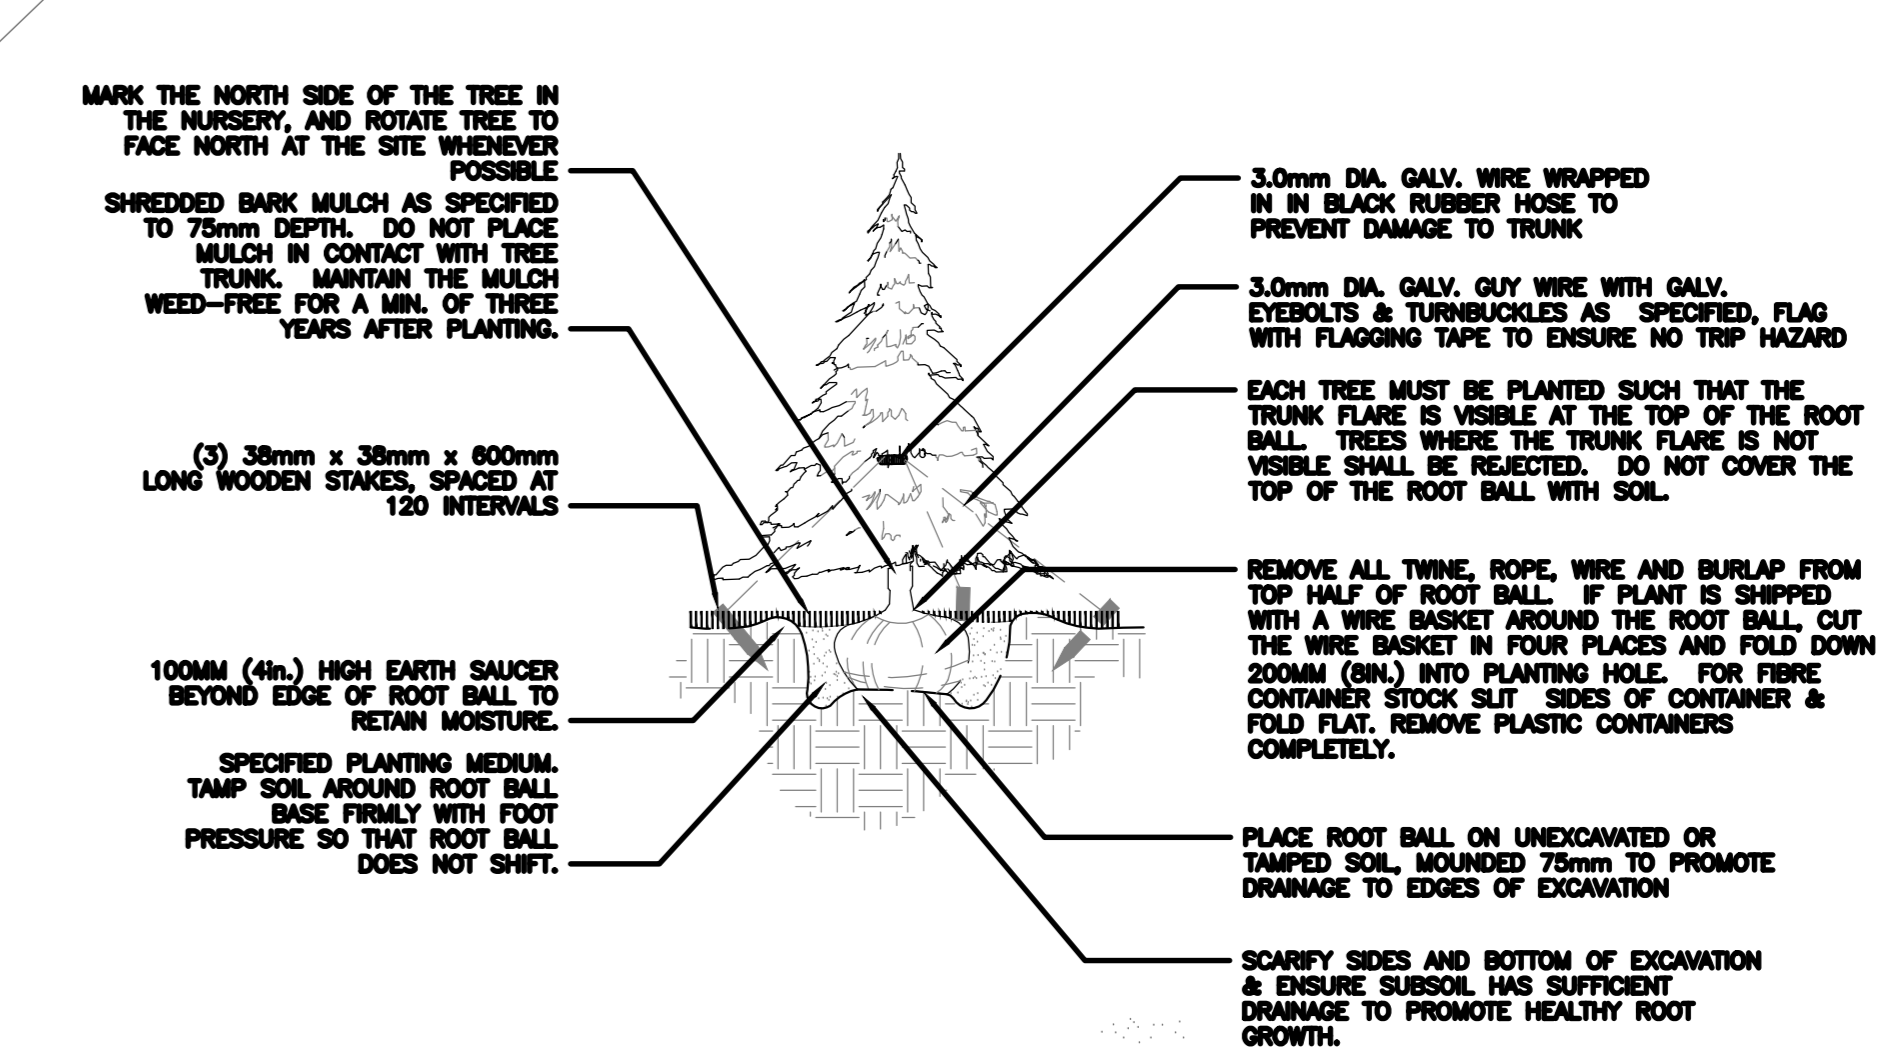 MARK THE NORTH SIDE OF THE TREE IN
THE NURSERY, AND ROTATE TREE TO
FACE NORTH AT THE SITE WHENEVER
POSSIBLE
SHREDDED BARK MULCH AS SPECIFIED
TO 75mm DEPTH. DO NOT PLACE
MULCH IN CONTACT WITH TREE
TRUNK. MAINTAIN THE MULCH
WEED-FREE FOR A MIN. OF THREE
YEARS AFTER PLANTING.
(3) 38mm x 38mm x 600mm
LONG WOODEN STAKES, SPACED AT
120 INTERVALS
100MM (4in.) HIGH EARTH SAUCER
BEYOND EDGE OF ROOT BALL TO
RETAIN MOISTURE.
SPECIFIED PLANTING MEDIUM.
TAMP SOIL AROUND ROOT BALL
BASE FIRMLY WITH FOOT
PRESSURE SO THAT ROOT BALL
DOES NOT SHIFT.
3.0mm DIA. GALV. WIRE WRAPPED
IN IN BLACK RUBBER HOSE TO
PREVENT DAMAGE TO TRUNK
3.0mm DIA. GALV. GUY WIRE WITH GALV.
EYEBOLTS & TURNBUCKLES AS SPECIFIED, FLAG
WITH FLAGGING TAPE TO ENSURE NO TRIP HAZARD
EACH TREE MUST BE PLANTED SUCH THAT THE
TRUNK FLARE IS VISIBLE AT THE TOP OF THE ROOT
BALL. TREES WHERE THE TRUNK FLARE IS NOT
VISIBLE SHALL BE REJECTED. DO NOT COVER THE
TOP OF THE ROOT BALL WITH SOIL.
REMOVE ALL TWINE, ROPE, WIRE AND BURLAP FROM
TOP HALF OF ROOT BALL. IF PLANT IS SHIPPED
WITH A WIRE BASKET AROUND THE ROOT BALL, CUT
THE WIRE BASKET IN FOUR PLACES AND FOLD DOWN
200MM (8IN.) INTO PLANTING HOLE. FOR FIBRE
CONTAINER STOCK SLIT SIDES OF CONTAINER &
FOLD FLAT. REMOVE PLASTIC CONTAINERS
COMPLETELY.
PLACE ROOT BALL ON UNEXCAVATED OR
TAMPED SOIL, MOUNDED 75mm TO PROMOTE
DRAINAGE TO EDGES OF EXCAVATION
SCARIFY SIDES AND BOTTOM OF EXCAVATION
& ENSURE SUBSOIL HAS SUFFICIENT
DRAINAGE TO PROMOTE HEALTHY ROOT
GROWTH.